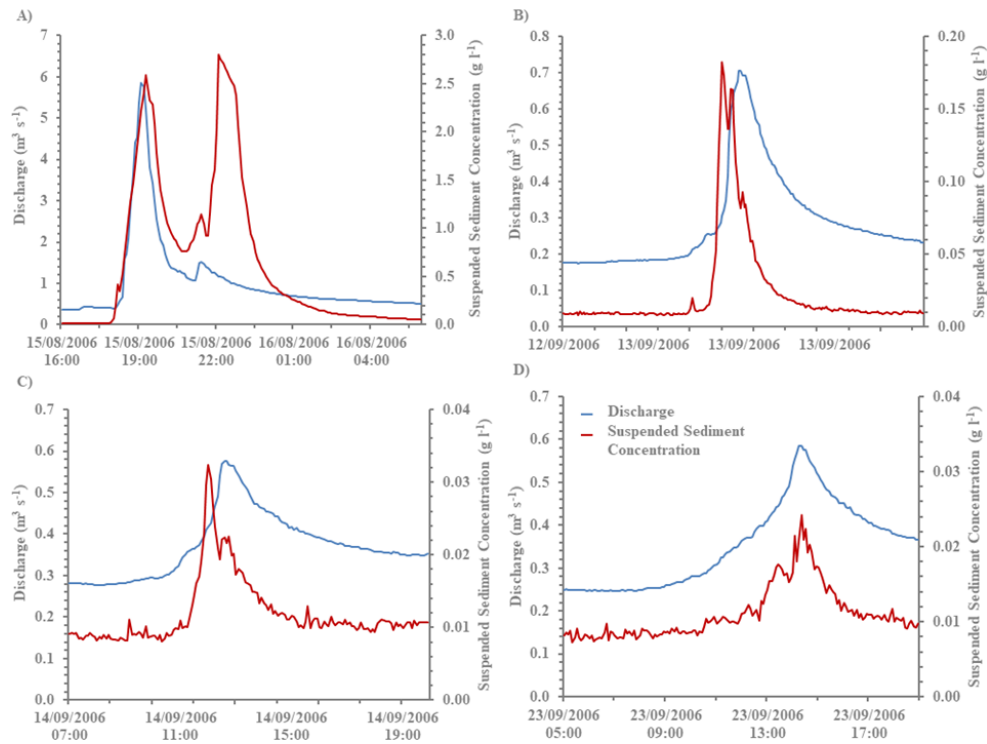 A)
7
6
5
4
3
2
1
0
Discharge (m³ s⁻¹)
3.0
2.5
2.0
1.5
1.0
0.5
0.0
Suspended Sediment Concentration (g l⁻¹)
15/08/2006 15/08/2006 15/08/2006 16/08/2006 16/08/2006
16:00 19:00 22:00 01:00 04:00
B)
0.8
0.7
0.6
0.5
0.4
0.3
0.2
0.1
0.0
Discharge (m³ s⁻¹)
0.20
0.15
0.10
0.05
0.00
Suspended Sediment Concentration (g l⁻¹)
12/09/2006 13/09/2006 13/09/2006 13/09/2006
C)
0.7
0.6
0.5
0.4
0.3
0.2
0.1
0.0
Discharge (m³ s⁻¹)
0.04
0.03
0.02
0.01
0.00
Suspended Sediment Concentration (g l⁻¹)
14/09/2006 14/09/2006 14/09/2006 14/09/2006
07:00 11:00 15:00 19:00
D)
0.7
0.6
0.5
0.4
0.3
0.2
0.1
0.0
Discharge (m³ s⁻¹)
Discharge
Suspended Sediment
Concentration
0.04
0.03
0.02
0.01
0.00
Suspended Sediment Concentration (g l⁻¹)
23/09/2006 23/09/2006 23/09/2006 23/09/2006
05:00 09:00 13:00 17:00